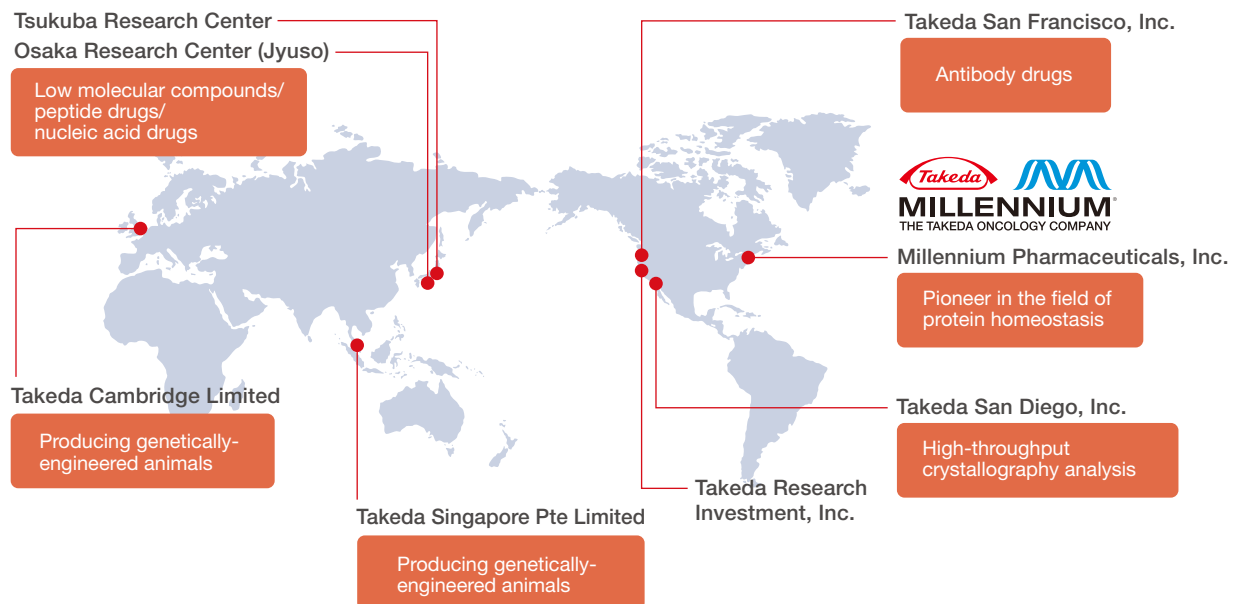 Tsukuba Research Center
Osaka Research Center (Jyuso)
Low molecular compounds/
peptide drugs/
nucleic acid drugs
Takeda Cambridge Limited
Producing genetically-
engineered animals
Takeda Singapore Pte Limited
Producing genetically-
engineered animals
Takeda San Francisco, Inc.
Antibody drugs
Takeda
MILLENNIUM®
THE TAKEDA ONCOLOGY COMPANY
Millennium Pharmaceuticals, Inc.
Pioneer in the field of
protein homeostasis
Takeda San Diego, Inc.
High-throughput
crystallography analysis
Takeda Research
Investment, Inc.